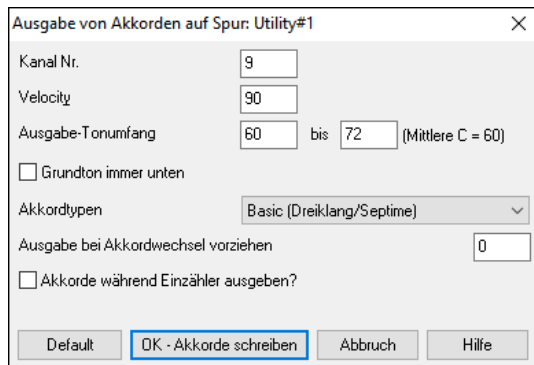 Ausgabe von Akkorden auf Spur: Utility#1
Kanal Nr. 9
Velocity 90
Ausgabe-Tonumfang 60 bis 72 (Mittlere C = 60)
Grundton immer unten
Akkordtypen Basic (Dreiklang/Septime)
Ausgabe bei Akkordwechsel vorziehen 0
Akkorde während Einzähler ausgeben?
Default OK - Akkorde schreiben Abbruch Hilfe